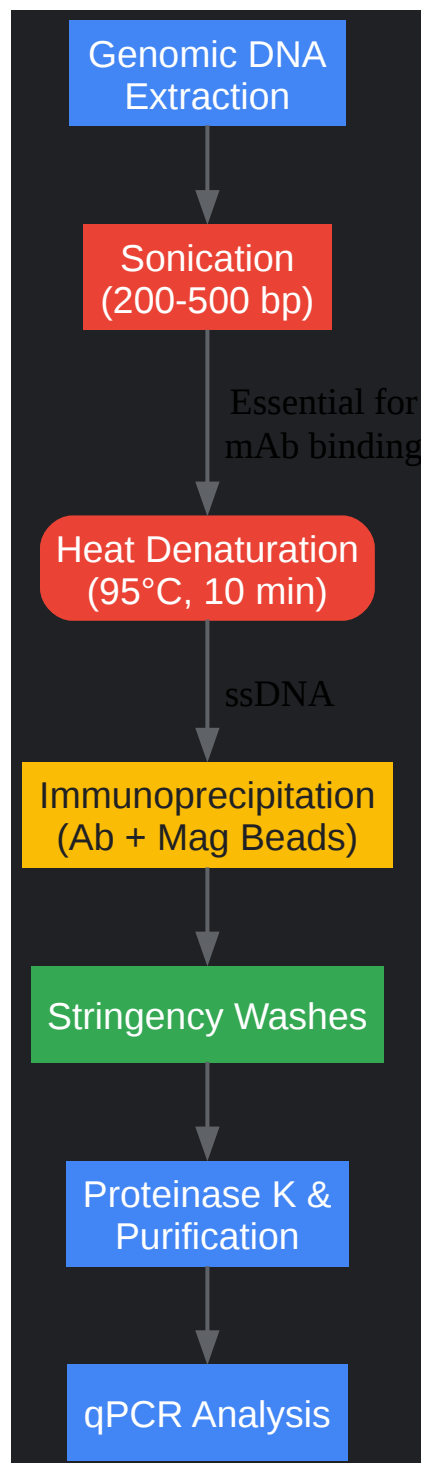 Genomic DNA
Extraction
Sonication
(200-500 bp)
Essential for
mAb binding
Heat Denaturation
(95°C, 10 min)
ssDNA
Immunoprecipitation
(Ab + Mag Beads)
Stringency Washes
Proteinase K &
Purification
qPCR Analysis